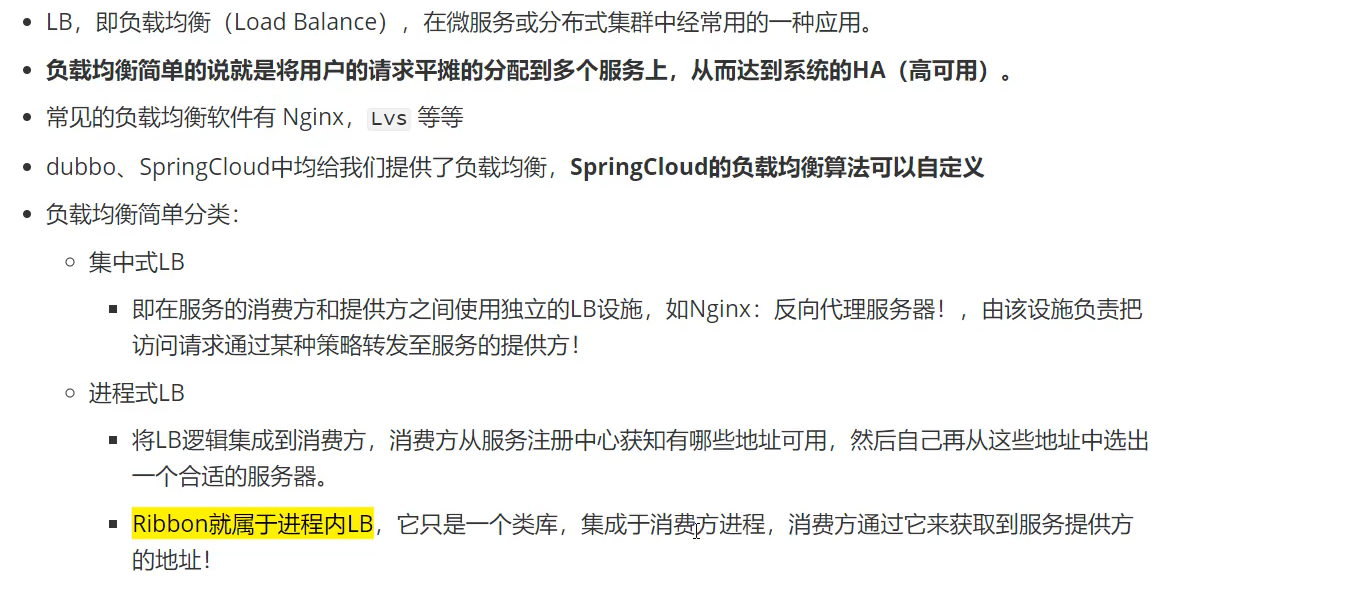 LB，即负载均衡（Load Balance），在微服务或分布式集群中经常用的一种应用。
负载均衡简单的说就是将用户的请求平摊的分配到多个服务上，从而达到系统的HA（高可用）。
常见的负载均衡软件有 Nginx，Lvs 等等
dubbo、SpringCloud中均给我们提供了负载均衡，SpringCloud的负载均衡算法可以自定义
负载均衡简单分类：
集中式LB
即在服务的消费方和提供方之间使用独立的LB设施，如Nginx：反向代理服务器！，由该设施负责把
访问请求通过某种策略转发至服务的提供方！
进程式LB
将LB逻辑集成到消费方，消费方从服务注册中心获知有哪些地址可用，然后自己再从这些地址中选出
一个合适的服务器。
Ribbon就属于进程内LB，它只是一个类库，集成于消费方进程，消费方通过它来获取到服务提供方
的地址！